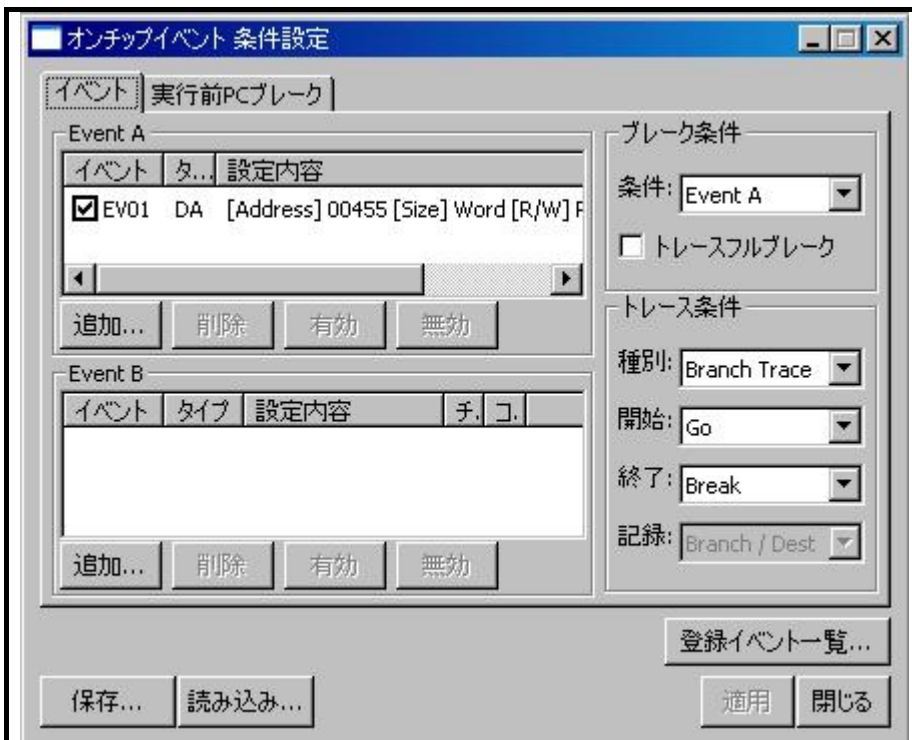 オンチップイベント 条件設定
イベント 実行前PCブレーク
Event A
イベント タ... 設定内容
EV01 DA [Address] 00455 [Size] Word [R/W]
追加... 削除 有効 無効
Event B
イベント タイプ 設定内容 チ. コ.
追加... 削除 有効 無効
ブレーク条件
条件: Event A
トレースフルブレーク
トレース条件
種別: Branch Trace
開始: Go
終了: Break
記録: Branch / Dest
登録イベント一覧...
保存... 読み込み... 適用 閉じる